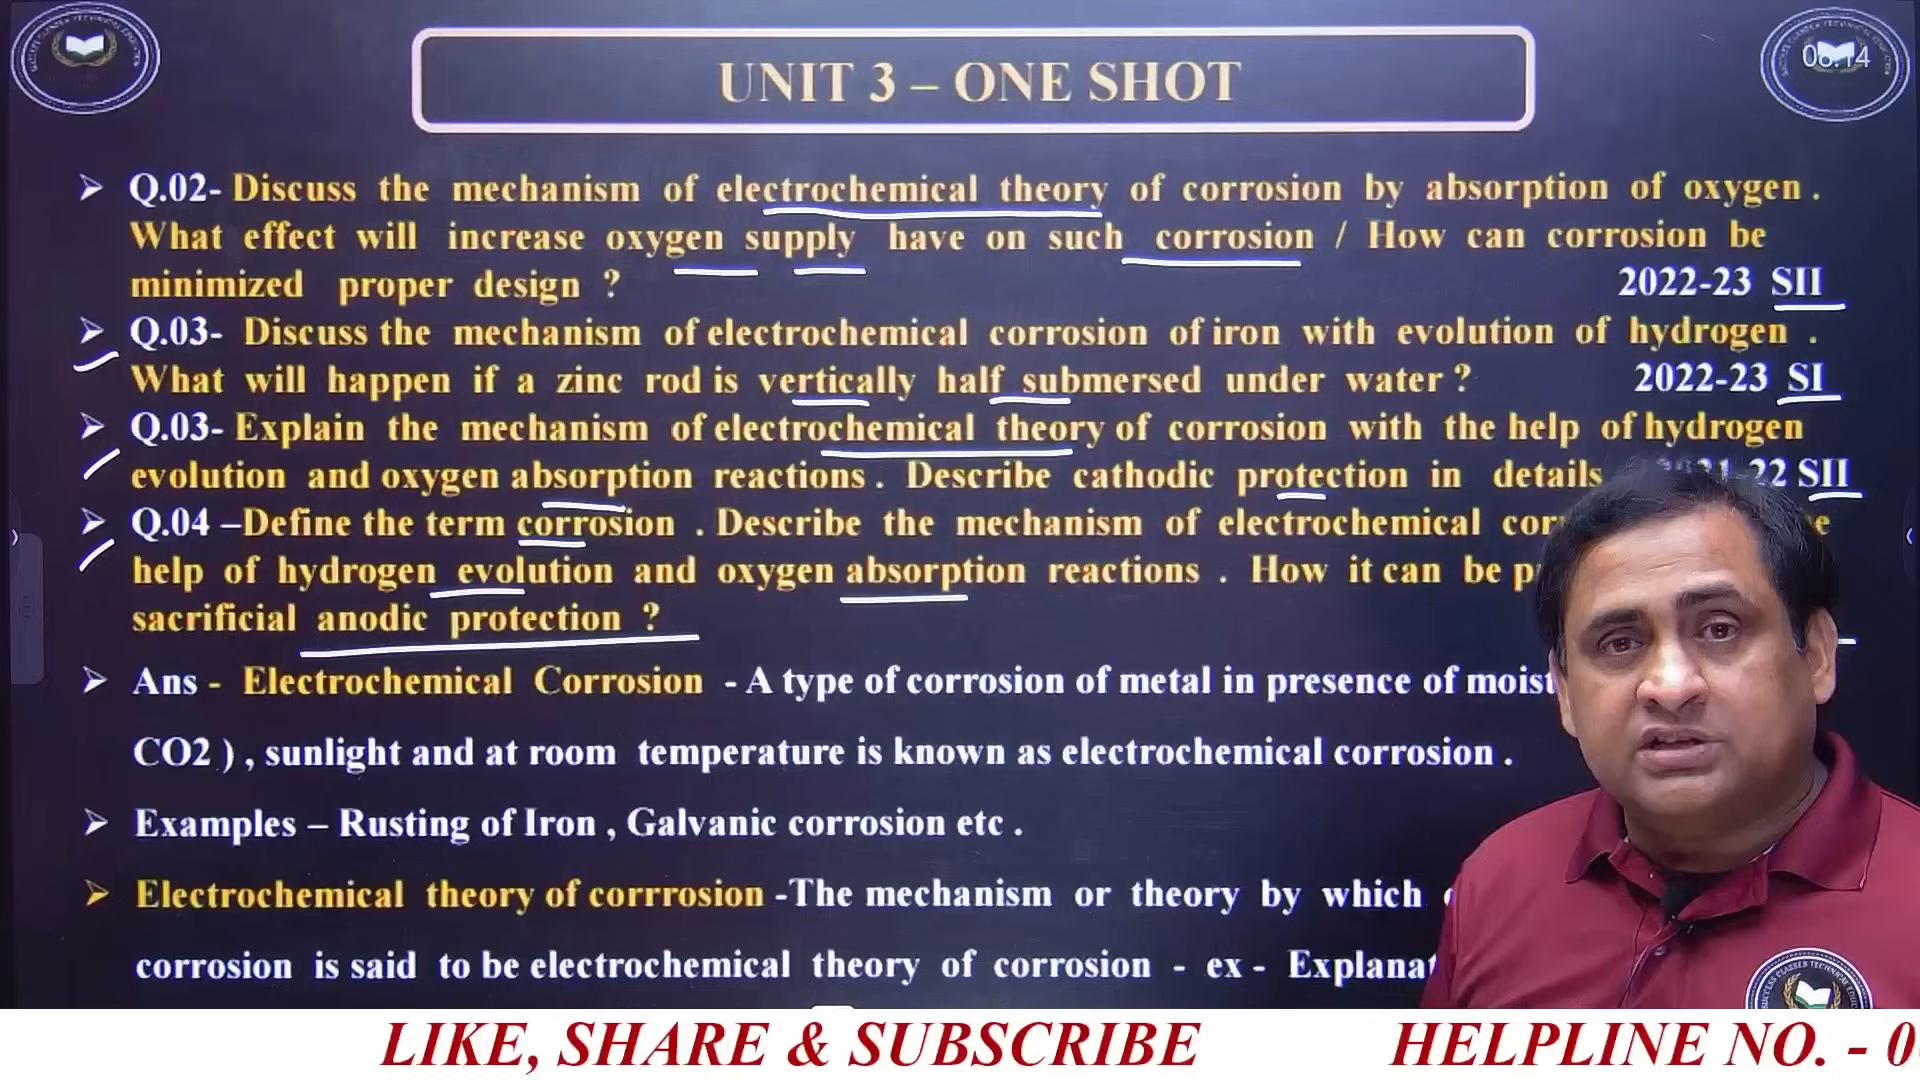 UNIT 3 – ONE SHOT
06:14
Q.02- Discuss the mechanism of electrochemical theory of corrosion by absorption of oxygen .
What effect will increase oxygen supply have on such corrosion / How can corrosion be
minimized proper design ? 2022-23 SII
Q.03- Discuss the mechanism of electrochemical corrosion of iron with evolution of hydrogen .
What will happen if a zinc rod is vertically half submersed under water ? 2022-23 SI
Q.03- Explain the mechanism of electrochemical theory of corrosion with the help of hydrogen
evolution and oxygen absorption reactions . Describe cathodic protection in details 22 SII
Q.04 –Define the term corrosion . Describe the mechanism of electrochemical
help of hydrogen evolution and oxygen absorption reactions . How it can be
sacrificial anodic protection ?
Ans - Electrochemical Corrosion - A type of corrosion of metal in presence of
CO2 ) , sunlight and at room temperature is known as electrochemical corrosion .
Examples – Rusting of Iron , Galvanic corrosion etc .
Electrochemical theory of corrrosion -The mechanism or theory by which
corrosion is said to be electrochemical theory of corrosion - ex -
LIKE, SHARE & SUBSCRIBE HELPLINE NO. - 0